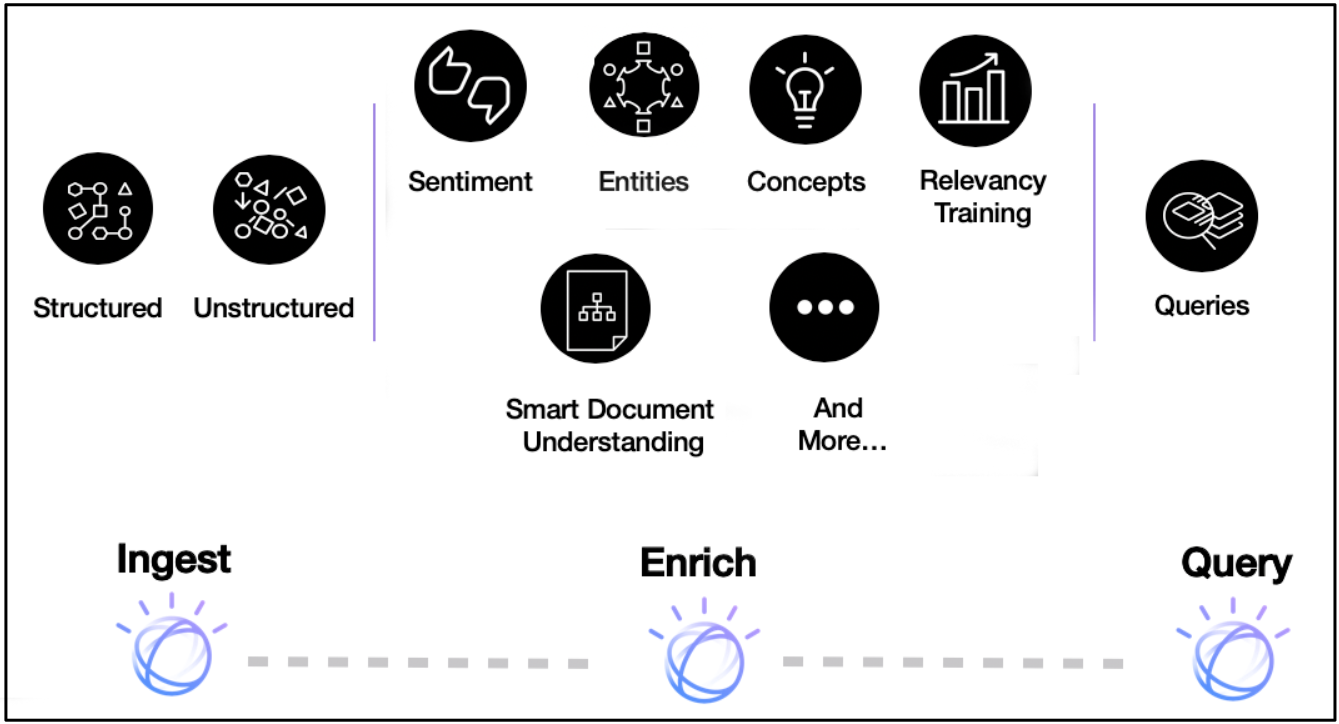 Sentiment
Entities
Concepts
Relevancy
Training
Structured
Unstructured
Queries
Smart Document
Understanding
And
More...
Ingest
Enrich
Query